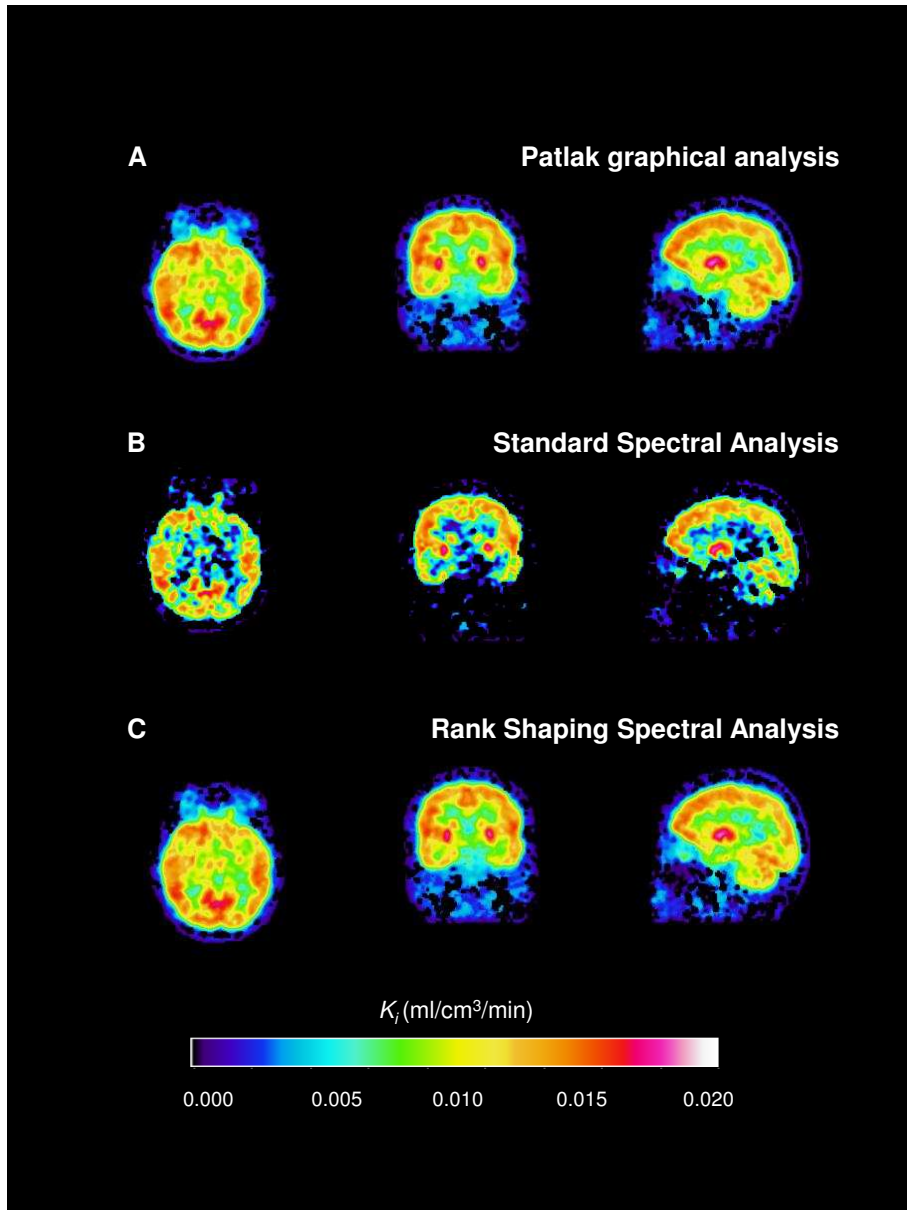 A Patlak graphical analysis
B Standard Spectral Analysis
C Rank Shaping Spectral Analysis
Ki (ml/cm³/min)
0.000 0.005 0.010 0.015 0.020